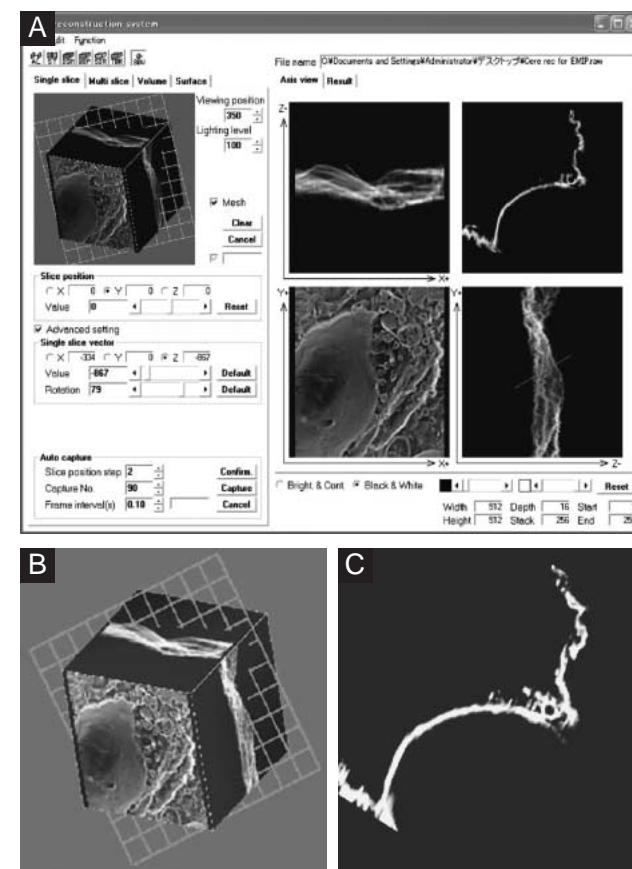 A
econstruction system
dit Function
File name O¥Documents and Settings¥Administrator¥デスクトップ¥Cere rec for EMIP.raw
Single slice Multi slice Volume Surface
Axis view Result
Viewing position
350
Lighting level
100
Mesh
Clear
Cancel
Slice position
X 0 Y 0 Z 0
Value 0 Reset
Advanced setting
Single slice vector
X -334 Y 0 Z -867
Value -867 Default
Rotation 79 Default
Auto capture
Slice position step 2 Confirm.
Capture No. 90 Capture
Frame interval(s) 0.10 Cancel
Z-
X+
Y+
X+
Y+
Z-
Bright & Cont Black & White Reset
Width 512 Depth 16 Start
Height 512 Stack 256 End
B
C